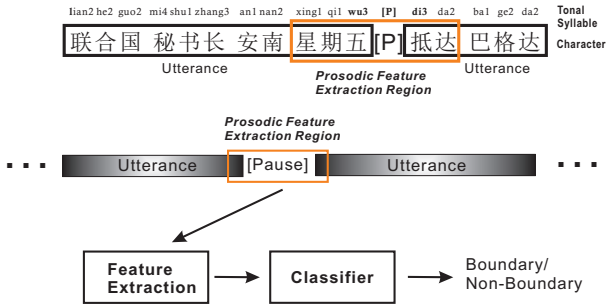 lian2 he2 guo2 mi4 shu1 zhang3 an1 nan2 xing1 qi1 wu3 [P] di3 da2 ba1 ge2 da2 Tonal Syllable
联合国 秘书长 安南 星期五 [P] 抵达 巴格达 Character
Utterance Prosodic Feature Extraction Region Utterance
Prosodic Feature
Extraction Region
... Utterance [Pause] Utterance ...
Feature Extraction Classifier Boundary/
Non-Boundary